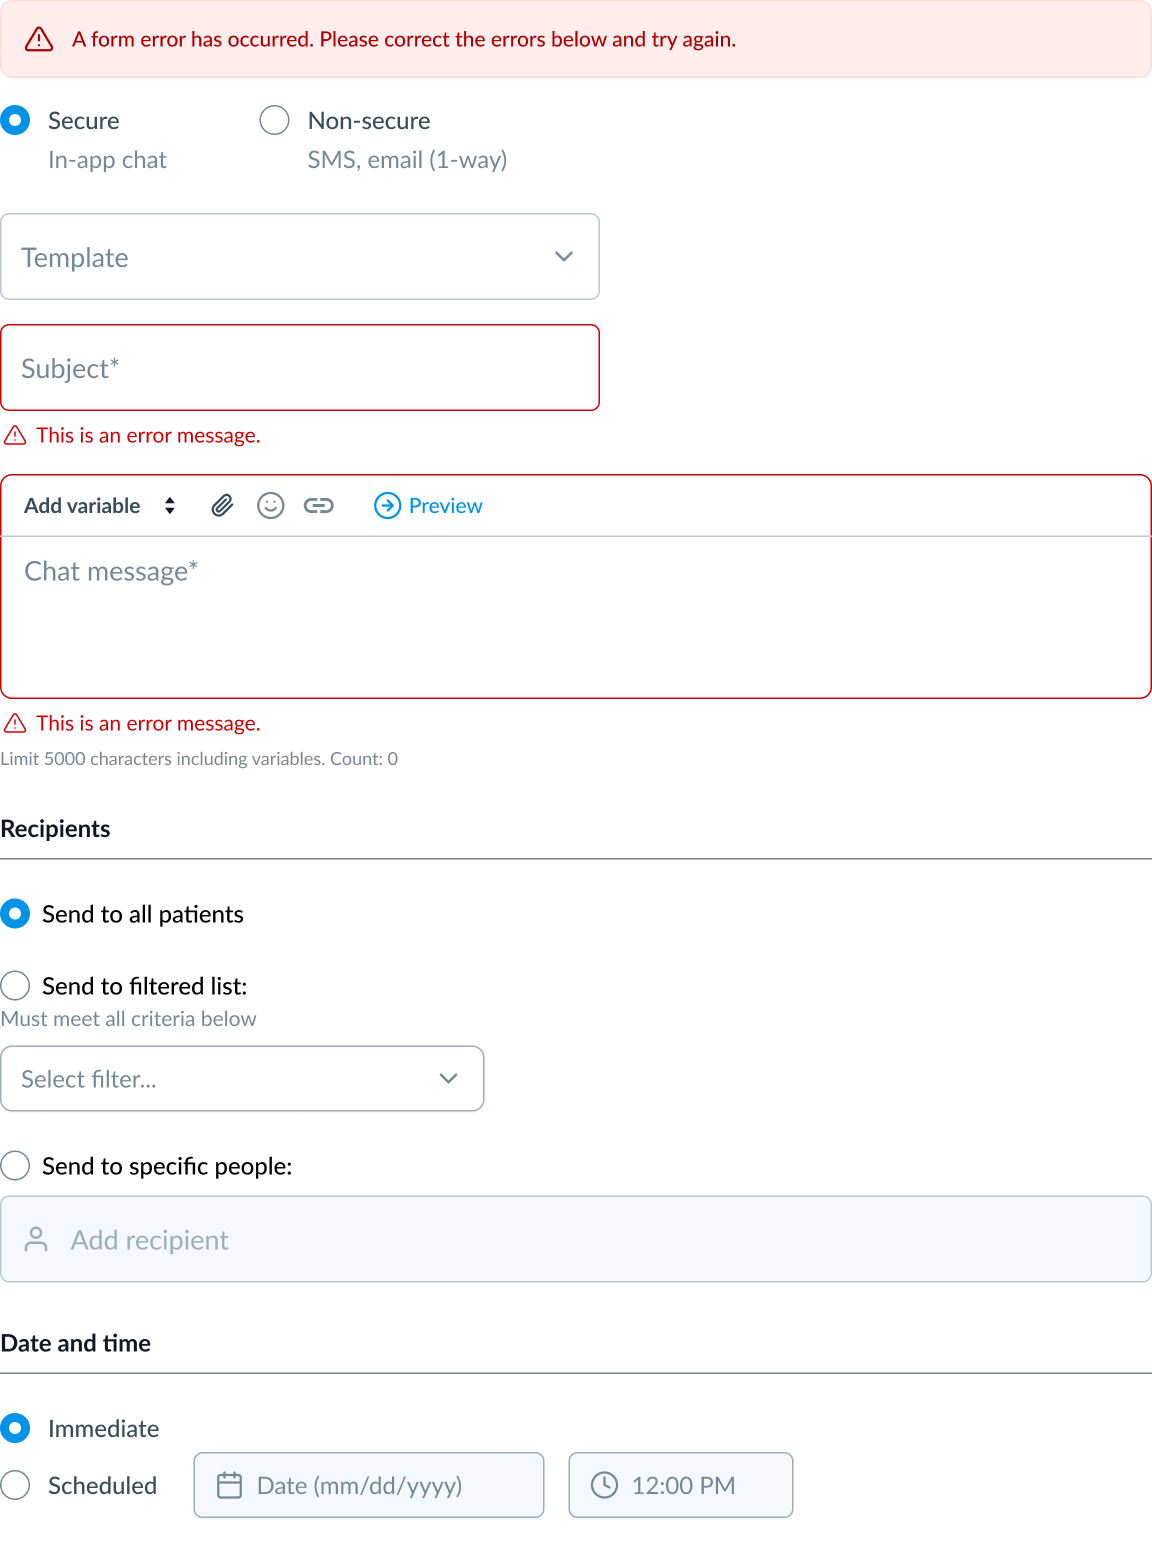 A form error has occurred. Please correct the errors below and try again.
Secure
Non-secure
In-app chat
SMS, email (1-way)
Template
Subject*
This is an error message.
Add variable
Preview
Chat message*
This is an error message.
Limit 5000 characters including variables. Count: 0
Recipients
Send to all patients
Send to filtered list:
Must meet all criteria below
Select filter...
Send to specific people:
Add recipient
Date and time
Immediate
Scheduled
Date (mm/dd/yyyy)
12:00 PM